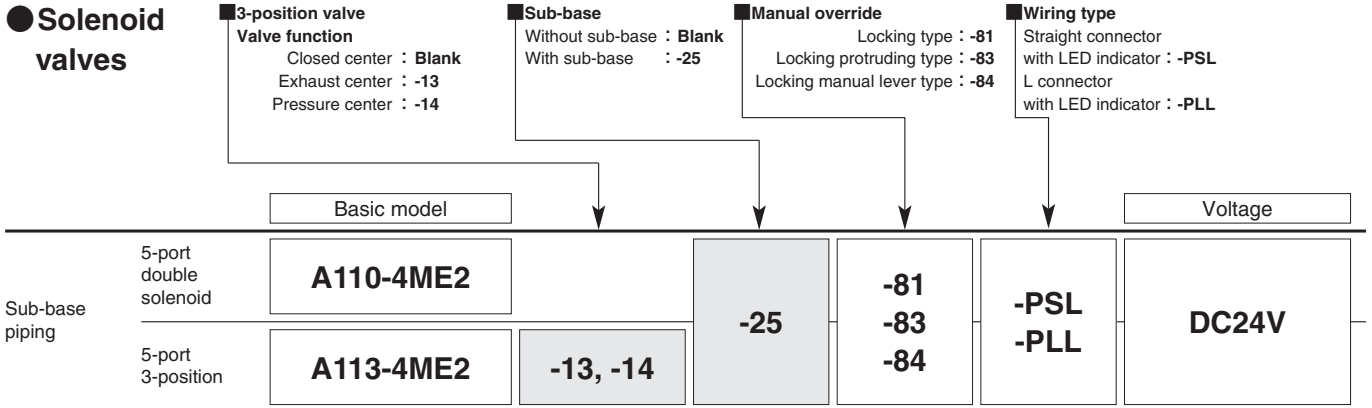 ●Solenoid
valves
■3-position valve
Valve function
Closed center : Blank
Exhaust center : -13
Pressure center : -14
■Sub-base
Without sub-base : Blank
With sub-base : -25
■Manual override
Locking type : -81
Locking protruding type : -83
Locking manual lever type : -84
■Wiring type
Straight connector
with LED indicator : -PSL
L connector
with LED indicator : -PLL
Basic model
Voltage
Sub-base
piping
5-port
double
solenoid
A110-4ME2
5-port
3-position
A113-4ME2
-13, -14
-25
-81
-83
-84
-PSL
-PLL
DC24V